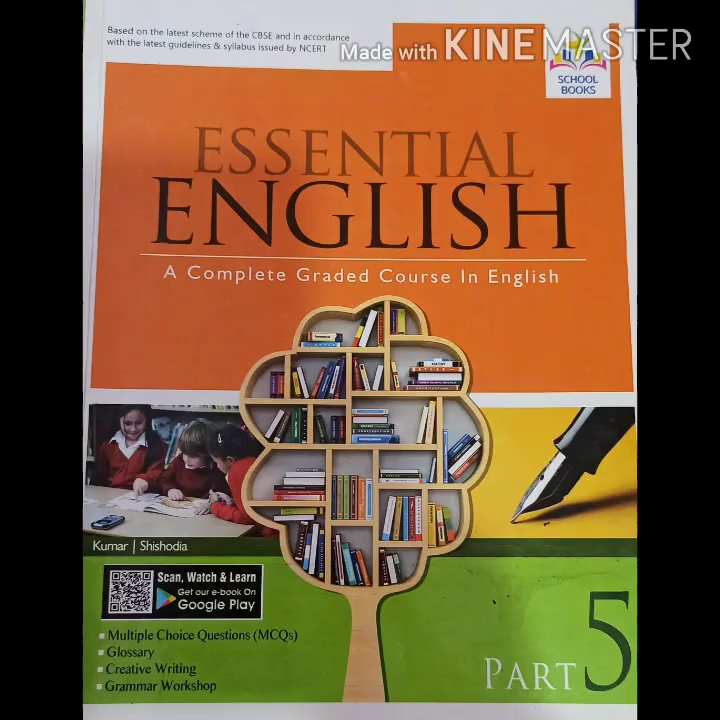 Based on the latest scheme of the CBSE and in accordance
with the latest guidelines & syllabus issued by NCERT
Made with KINEMASTER
SCHOOL
BOOKS
ESSENTIAL
ENGLISH
A Complete Graded Course In English
Kumar | Shishodia
Scan, Watch & Learn
Get our e-book On
Google Play
▪ Multiple Choice Questions (MCQs)
▪ Glossary
▪ Creative Writing
▪ Grammar Workshop
PART 5